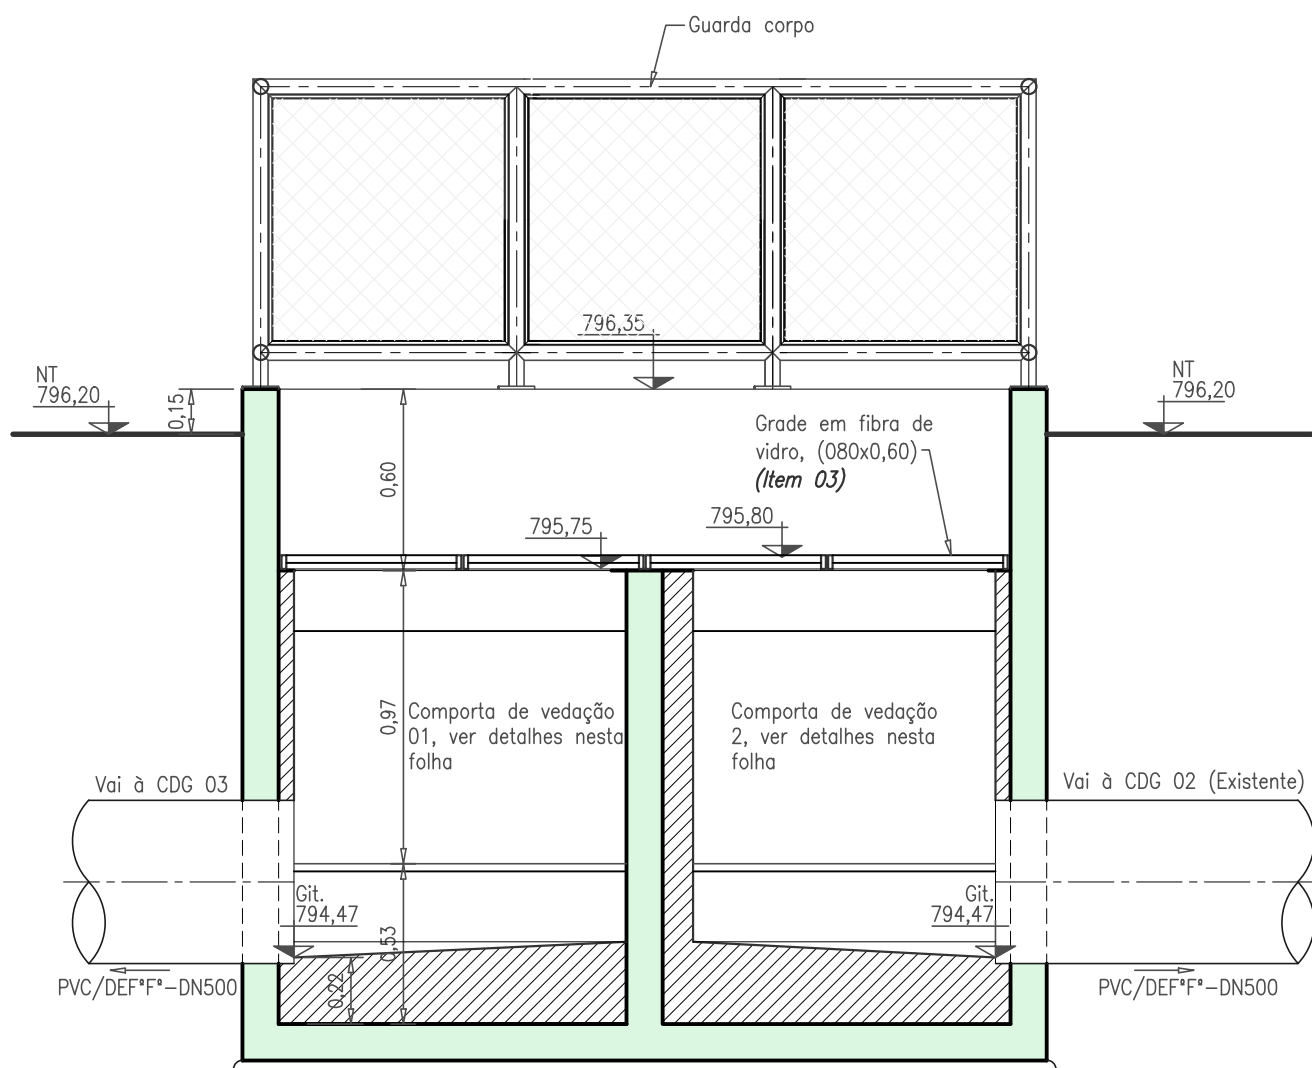 Guarda corpo
796,35
NT
796,20
0,15
NT
796,20
0,60
Grade em fibra de
vidro, (080x0,60)
(Item 03)
795,75
795,80
0,97
Comporta de vedação
01, ver detalhes nesta
folha
Comporta de vedação
2, ver detalhes nesta
folha
Vai à CDG 03
Vai à CDG 02 (Existente)
Git.
794,47
Git.
794,47
0,53
0,22
PVC/DEFªFª-DN500
PVC/DEFªFª-DN500